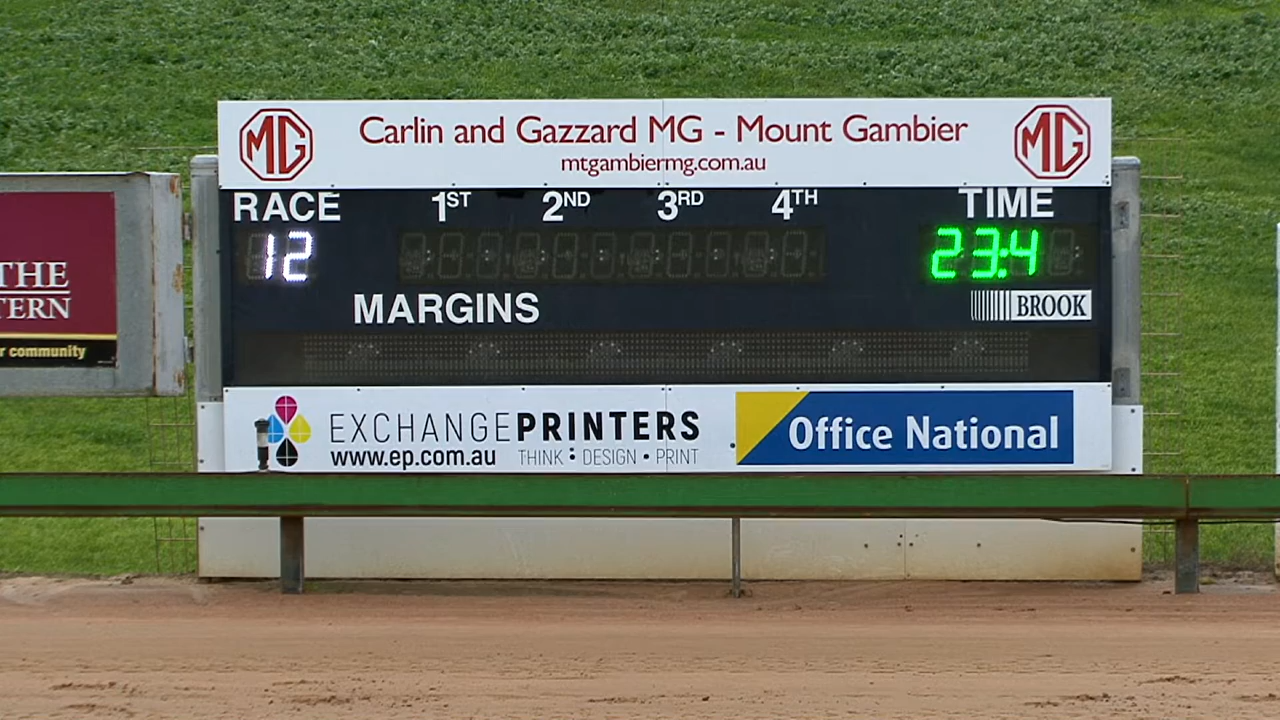 MG
Carlin and Gazzard MG - Mount Gambier
MG
mtgambiermg.com.au
RACE
1ST
2ND
3RD
4TH
TIME
12
23:4
MARGINS
BROOK
THE
TERN
r community
EXCHANGEPRINTERS
www.ep.com.au
THINK • DESIGN • PRINT
Office National